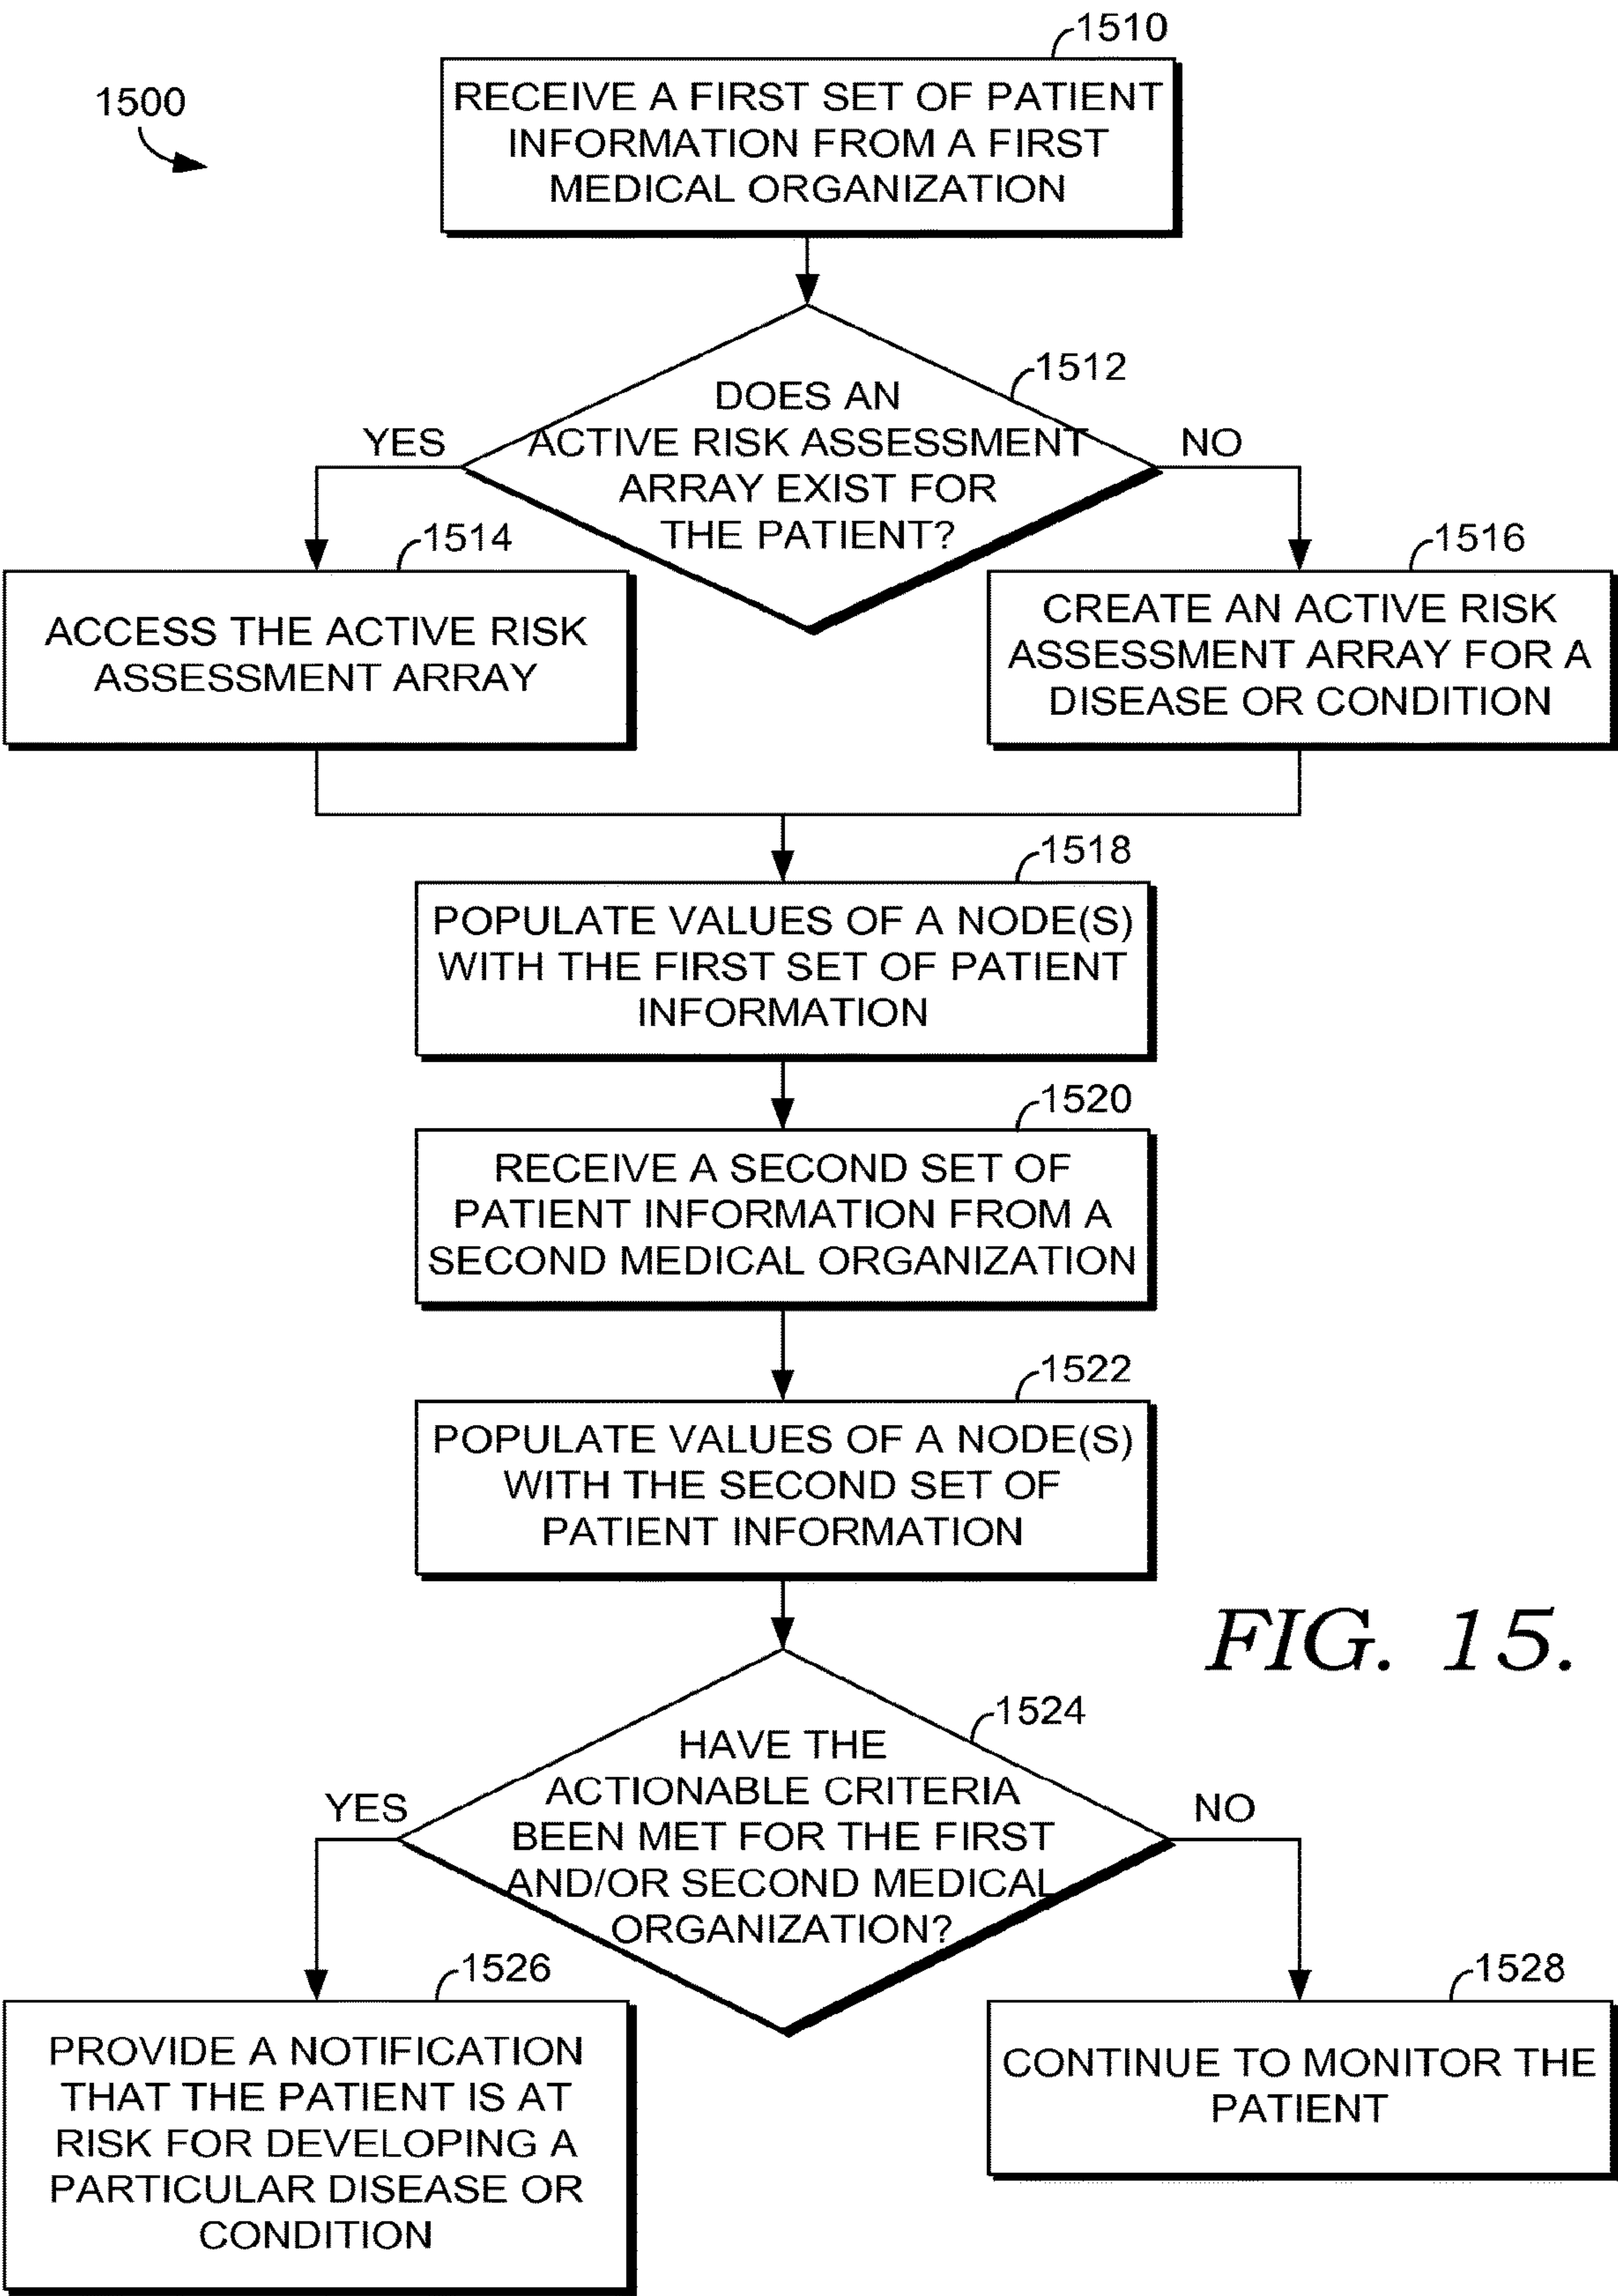 1500
1510
RECEIVE A FIRST SET OF PATIENT
INFORMATION FROM A FIRST
MEDICAL ORGANIZATION
1512
DOES AN
ACTIVE RISK ASSESSMENT
ARRAY EXIST FOR
THE PATIENT?
YES
NO
1514
ACCESS THE ACTIVE RISK
ASSESSMENT ARRAY
1516
CREATE AN ACTIVE RISK
ASSESSMENT ARRAY FOR A
DISEASE OR CONDITION
1518
POPULATE VALUES OF A NODE(S)
WITH THE FIRST SET OF PATIENT
INFORMATION
1520
RECEIVE A SECOND SET OF
PATIENT INFORMATION FROM A
SECOND MEDICAL ORGANIZATION
1522
POPULATE VALUES OF A NODE(S)
WITH THE SECOND SET OF
PATIENT INFORMATION
FIG. 15.
1524
HAVE THE
ACTIONABLE CRITERIA
BEEN MET FOR THE FIRST
AND/OR SECOND MEDICAL
ORGANIZATION?
YES
NO
1526
PROVIDE A NOTIFICATION
THAT THE PATIENT IS AT
RISK FOR DEVELOPING A
PARTICULAR DISEASE OR
CONDITION
1528
CONTINUE TO MONITOR THE
PATIENT